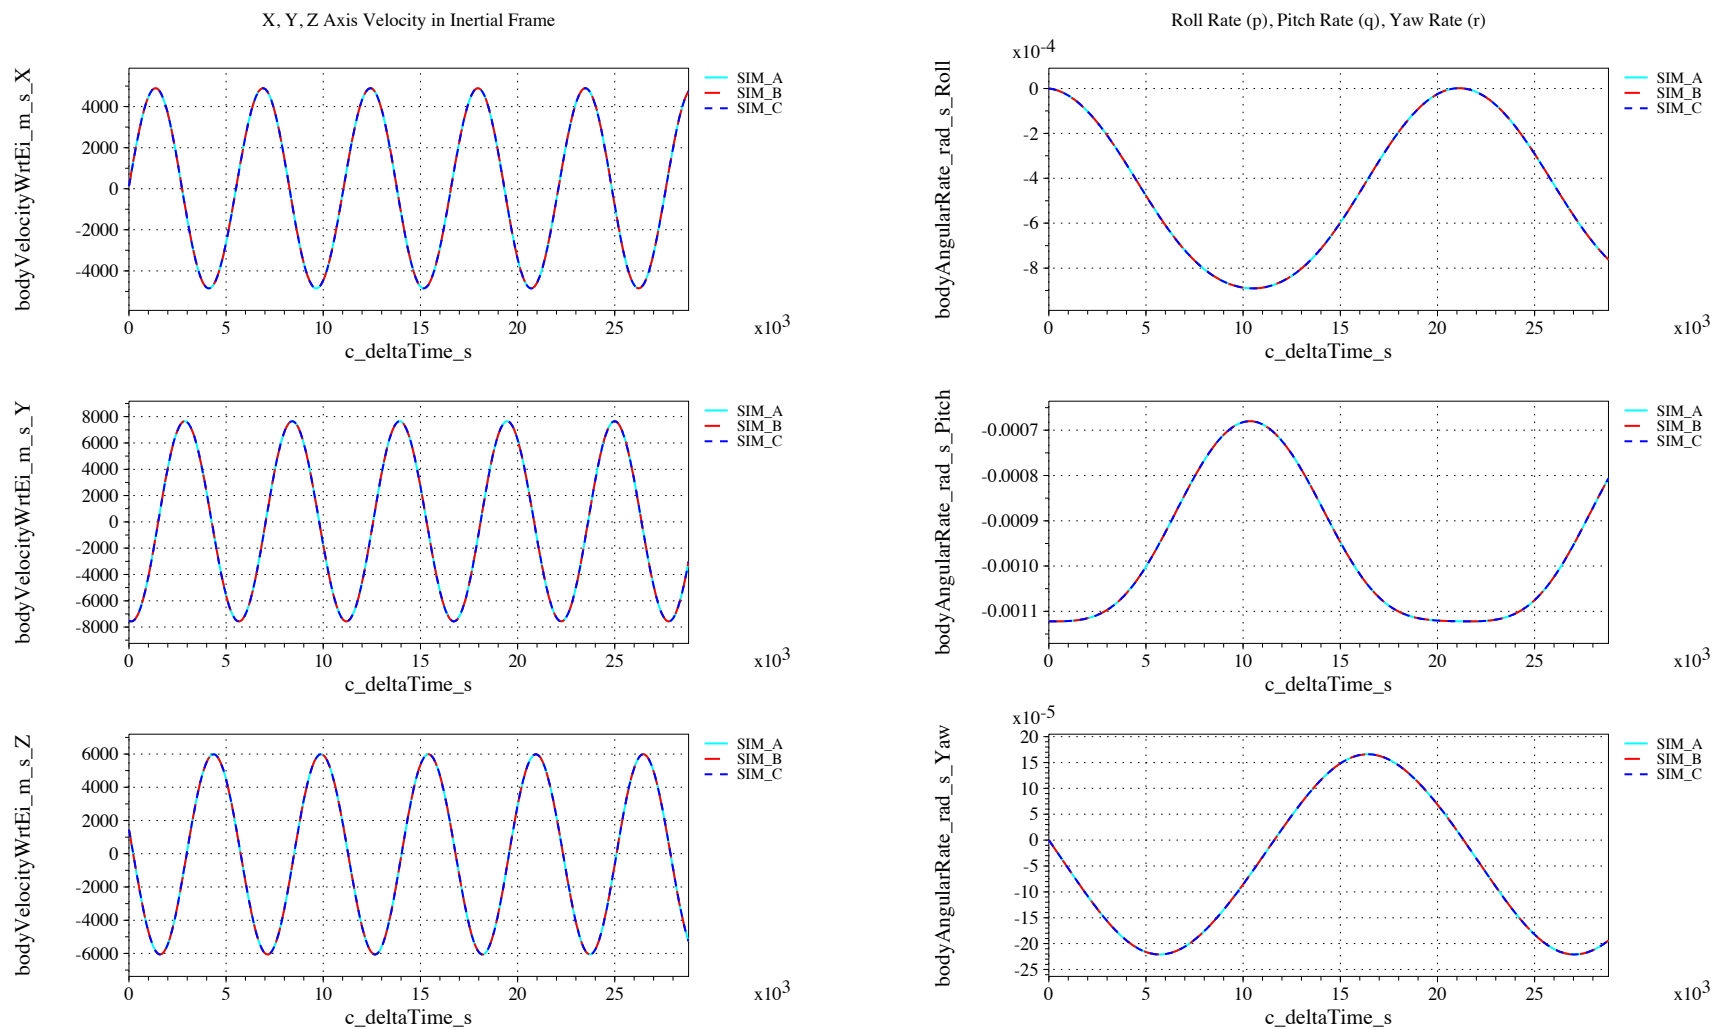 X, Y, Z Axis Velocity in Inertial Frame
bodyVelocityWrtEi_m_s_X
4000
2000
0
-2000
-4000
0 5 10 15 20 25
x10^3
c_deltaTime_s
SIM_A
SIM_B
SIM_C
bodyVelocityWrtEi_m_s_Y
8000
6000
4000
2000
0
-2000
-4000
-6000
-8000
0 5 10 15 20 25
x10^3
c_deltaTime_s
SIM_A
SIM_B
SIM_C
bodyVelocityWrtEi_m_s_Z
6000
4000
2000
0
-2000
-4000
-6000
0 5 10 15 20 25
x10^3
c_deltaTime_s
SIM_A
SIM_B
SIM_C
Roll Rate (p), Pitch Rate (q), Yaw Rate (r)
x10^-4
bodyAngularRate_rad_s_Roll
0
-2
-4
-6
-8
0 5 10 15 20 25
x10^3
c_deltaTime_s
SIM_A
SIM_B
SIM_C
bodyAngularRate_rad_s_Pitch
-0.0007
-0.0008
-0.0009
-0.0010
-0.0011
0 5 10 15 20 25
x10^3
c_deltaTime_s
SIM_A
SIM_B
SIM_C
x10^-5
bodyAngularRate_rad_s_Yaw
20
15
10
5
0
-5
-10
-15
-20
-25
0 5 10 15 20 25
x10^3
c_deltaTime_s
SIM_A
SIM_B
SIM_C